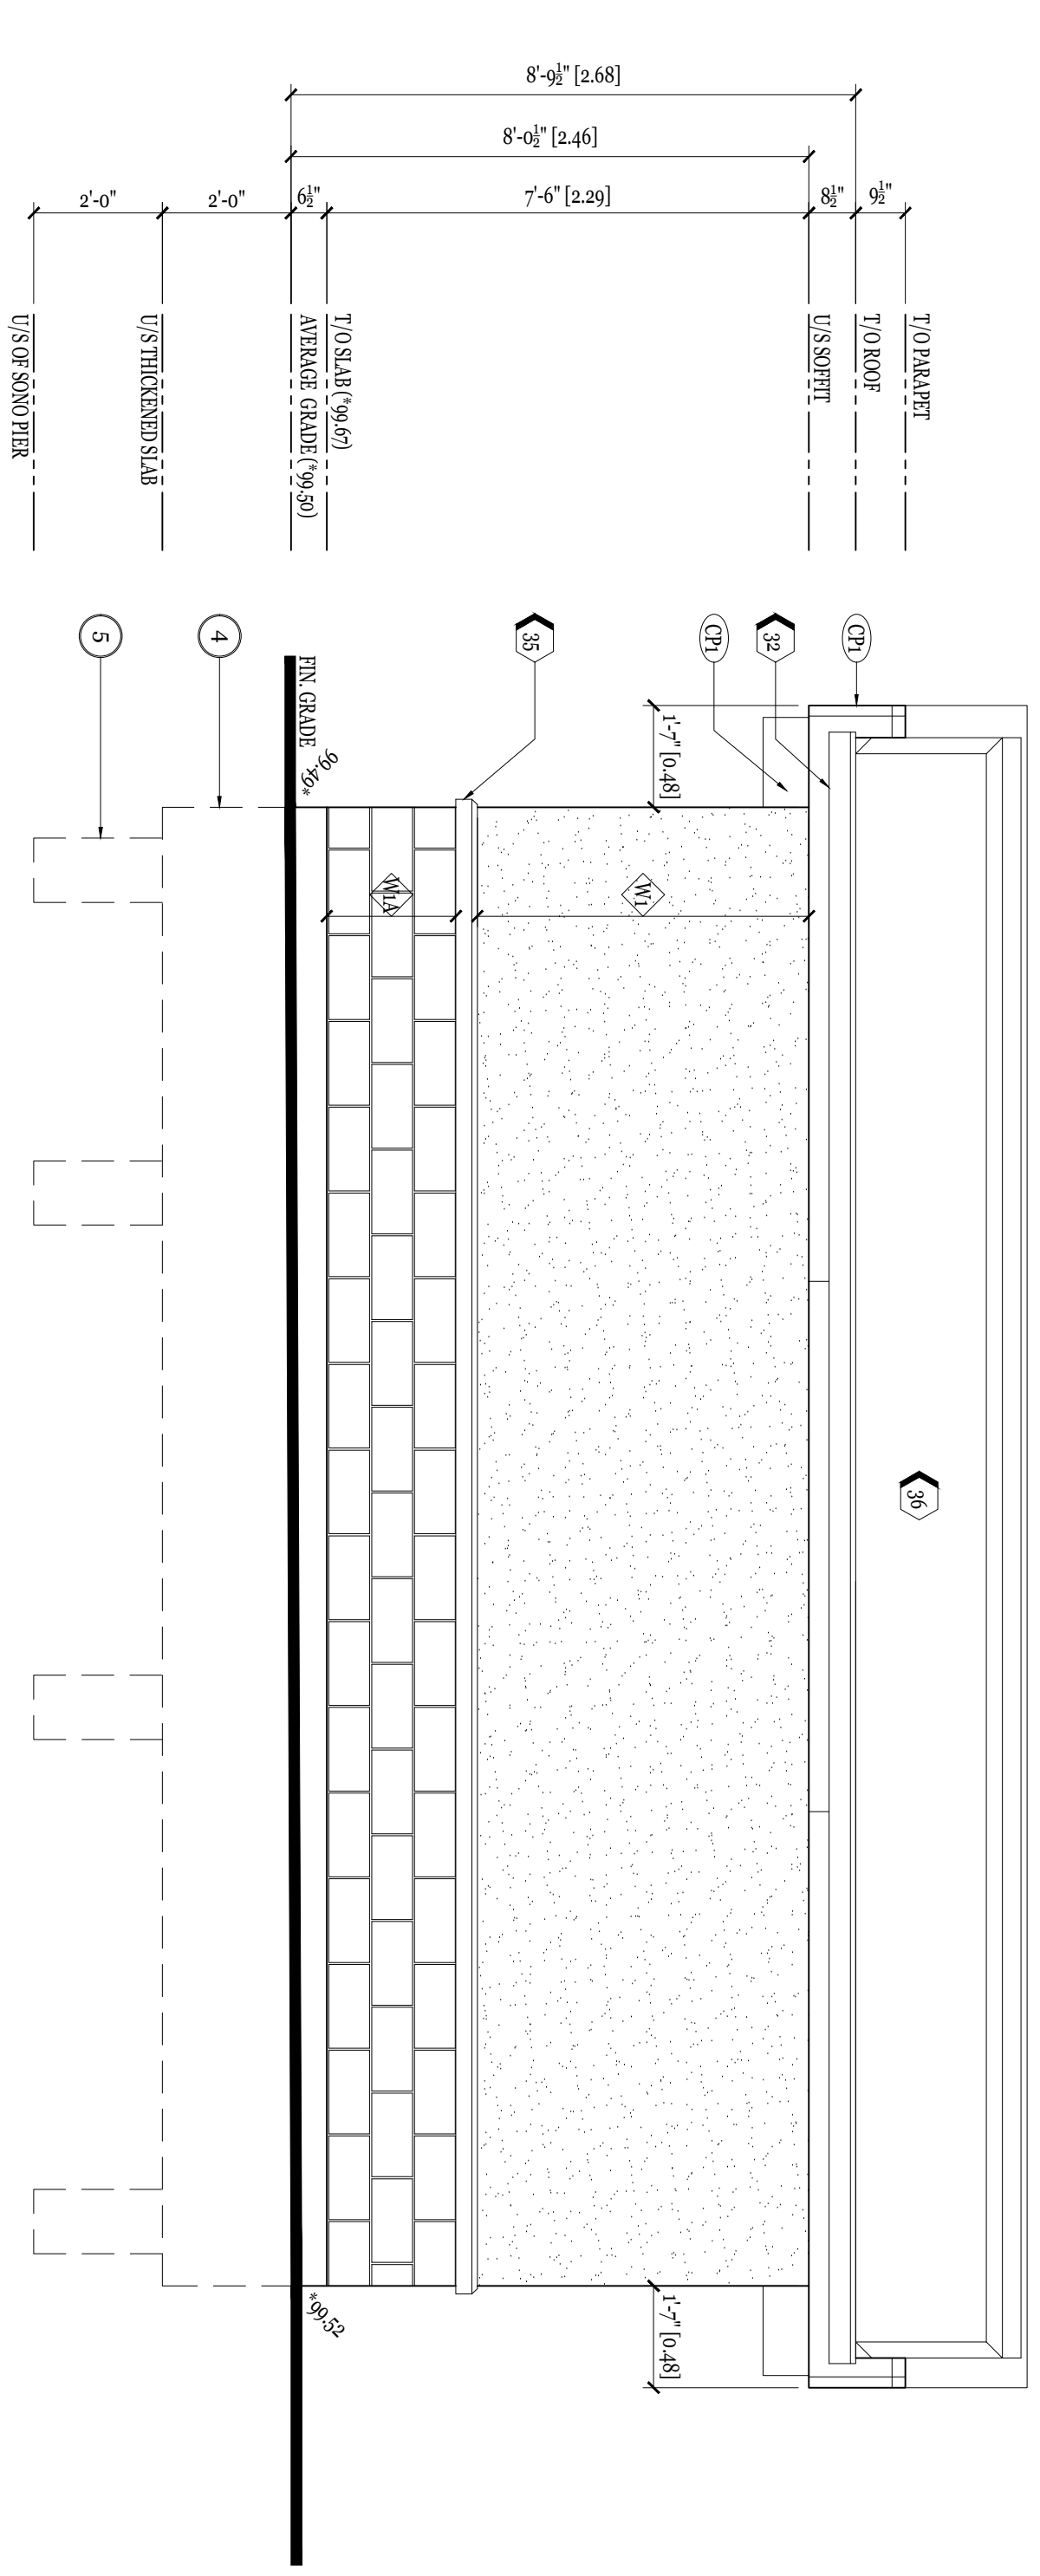 T/O PARAPET
T/O ROOF
U/S SOFFIT
T/O SLAB (*99.67)
AVERAGE GRADE (*99.50)
U/S THICKENED SLAB
U/S OF SONO PIER
9½"
8½"
7'-6" [2.29]
6½"
2'-0"
2'-0"
8'-0½" [2.46]
8'-9½" [2.68]
CP1
32
CP1
35
4
5
36
1'-7" [0.48]
1'-7" [0.48]
W1
W1A
FIN. GRADE
*99.49
*99.52